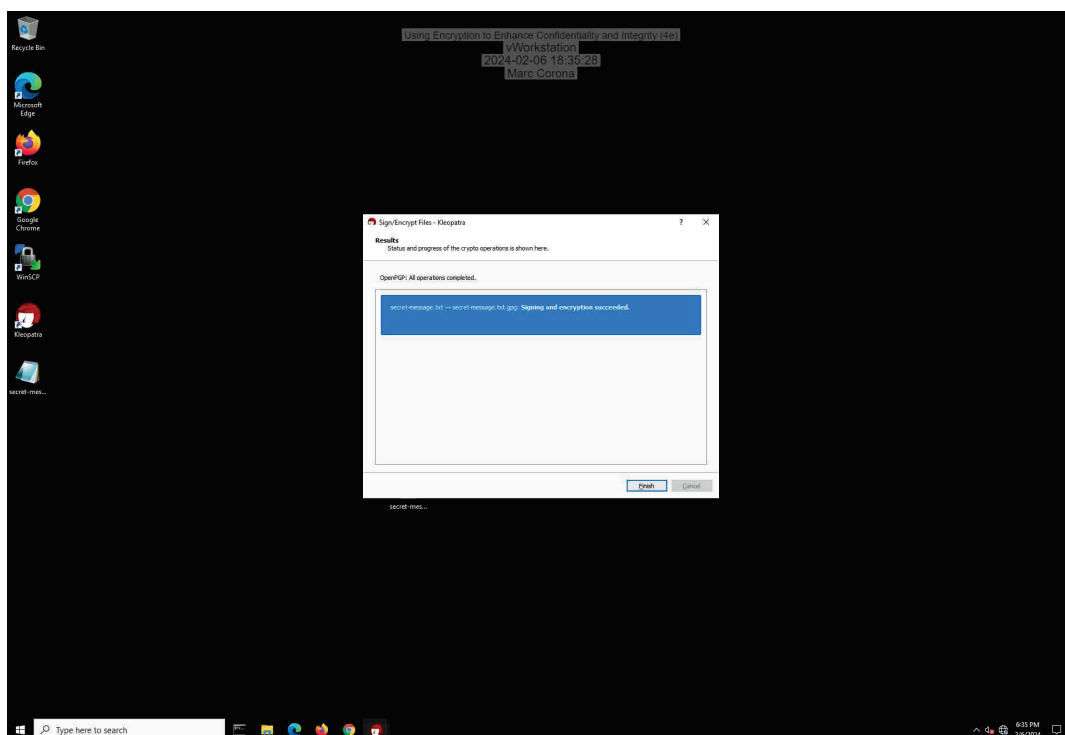 Using Encryption to Enhance Confidentiality and Integrity (4e)
vWorkstation
2024-02-06 18:35:28
Marc Corona
Recycle Bin
Microsoft
Edge
Firefox
Google
Chrome
WinSCP
Kleopatra
secret-mes...
Sign/Encrypt Files - Kleopatra
?
Results
Status and progress of the crypto operations is shown here.
OpenPGP: All operations completed.
secret-message.txt → secret-message.txt.gpg: Signing and encryption succeeded.
Finish
Cancel
secret-mes...
Type here to search
6:35 PM
2/6/2024